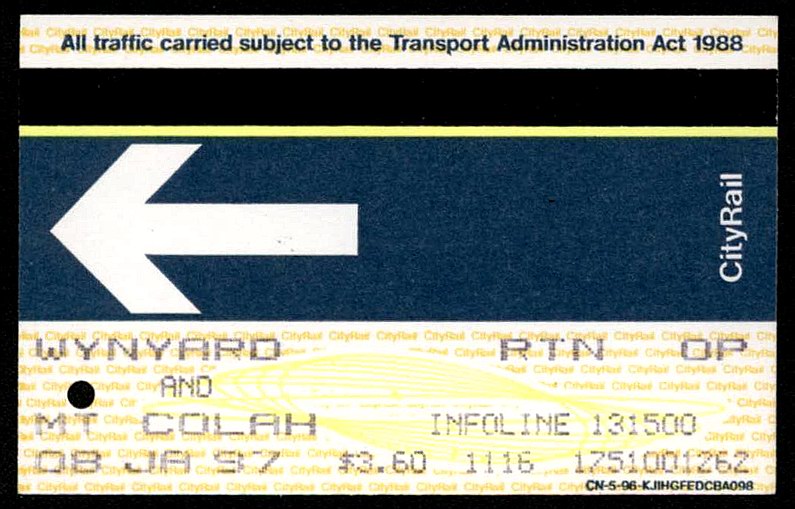 All traffic carried subject to the Transport Administration Act 1988
CityRail
WYNYARD RTN OP
AND
MT COLAH INFOLINE 131500
08 JA 97 $3.60 1116 1751001262
CN-5-96-KJIHGFEDCBA098